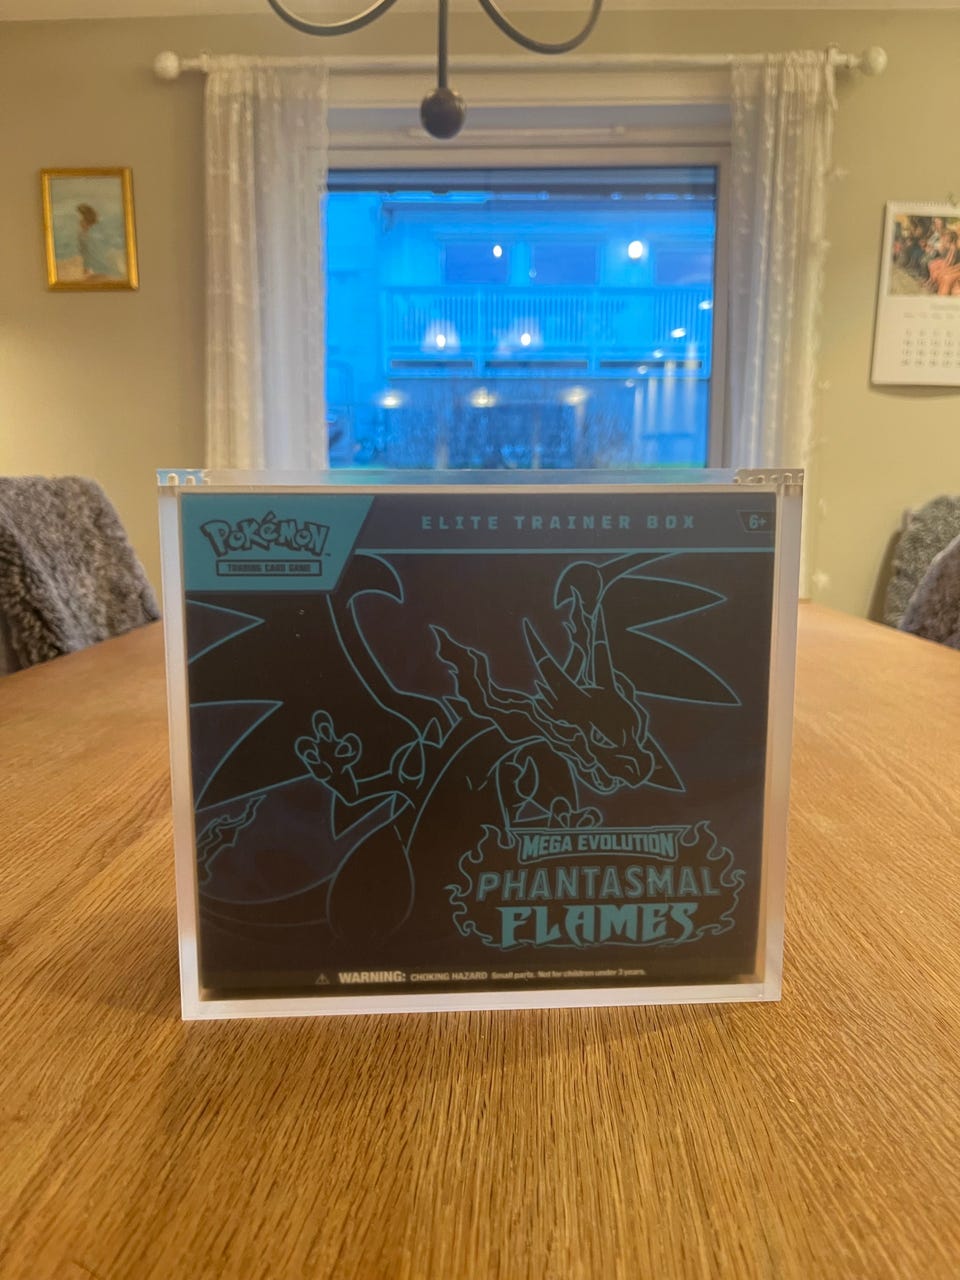 POKéMON
TRADING CARD GAME
ELITE TRAINER BOX
6+
MEGA EVOLUTION
PHANTASMAL
FLAMES
⚠ WARNING: CHOKING HAZARD Small parts. Not for children under 3 years.